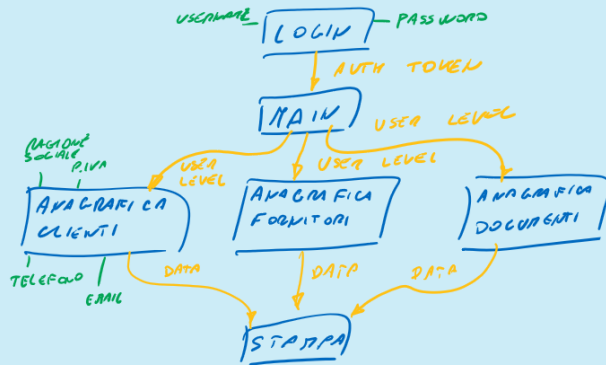 USERNAME
PASSWORD
LOGIN
AUTH TOKEN
MAIN
USER LEVEL
USER LEVEL
USER LEVEL
RAGIONE
SOCIALE
P.IVA
ANAGRAFICA
CLIENTI
ANAGRAFICA
FORNITORI
ANAGRAFICA
DOCUMENTI
TELEFONO
EMAIL
DATA
DATA
DATA
STAMPA